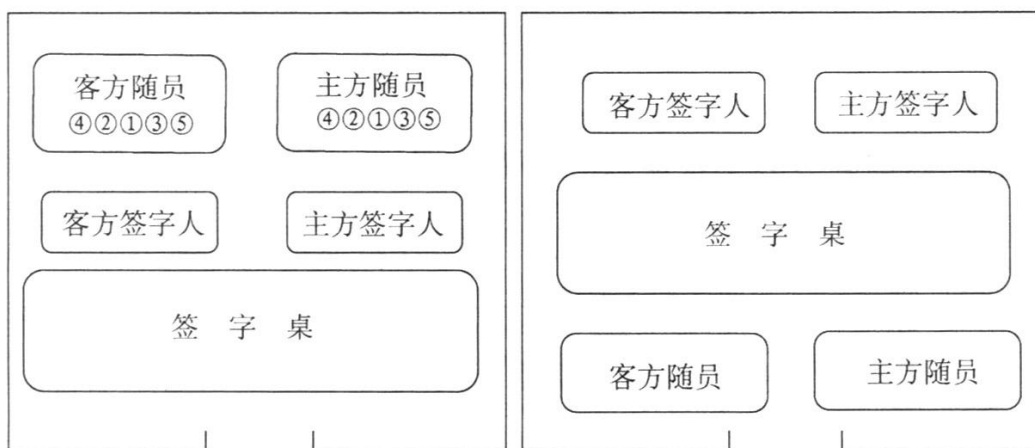 客方随员
④②①③⑤
主方随员
④②①③⑤
客方签字人
主方签字人
签 字 桌
客方签字人
主方签字人
签 字 桌
客方随员
主方随员